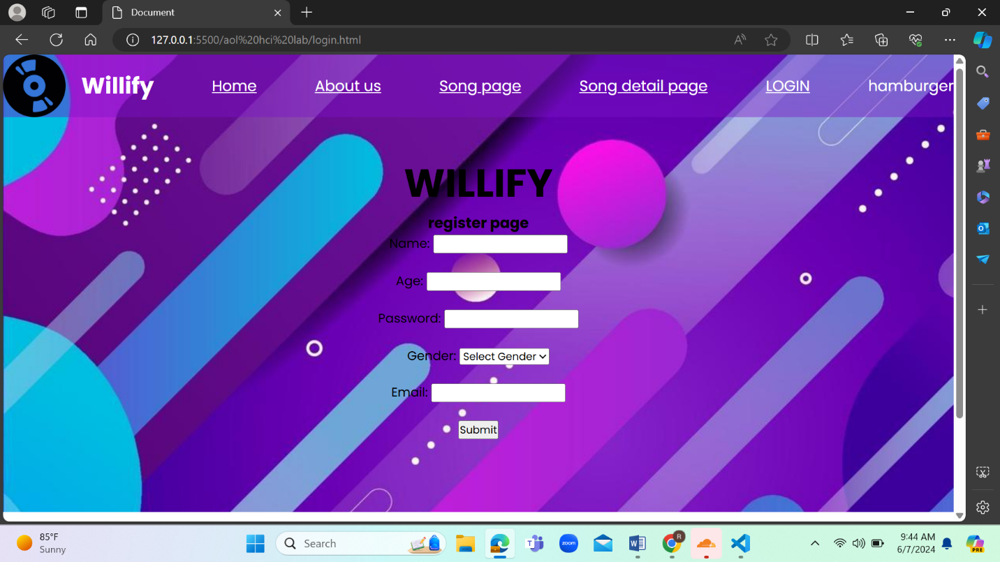 Document
127.0.0.1:5500/aol%20hci%20lab/login.html
Willify Home About us Song page Song detail page LOGIN hamburger
WILLIFY
register page
Name:
Age:
Password:
Gender: Select Gender
Email:
Submit
85°F
Sunny
Search
zoom
R
PRE
9:44 AM
6/7/2024